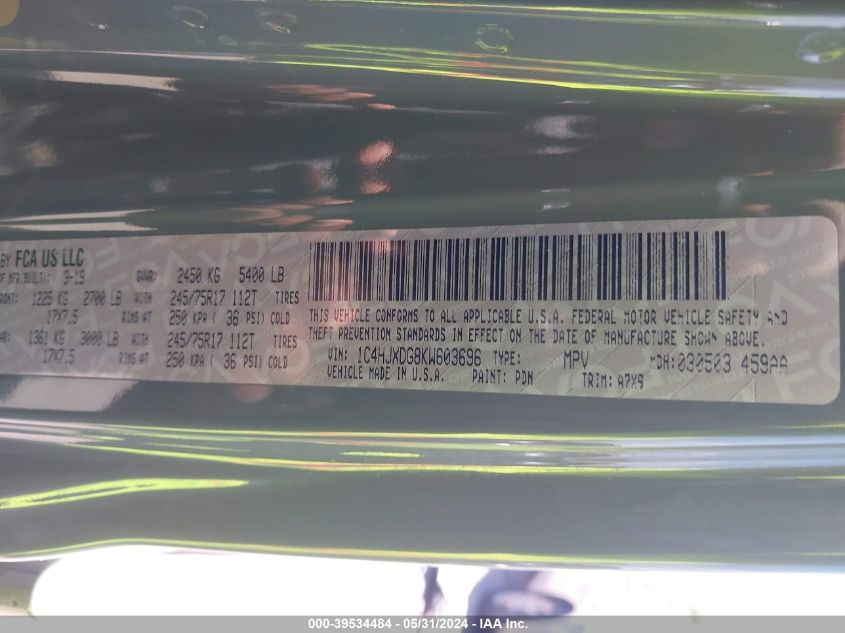 BY FCA US LLC
OF MFR(BUILT): 3-19 GVWR: 2450 KG 5400 LB
FRONT: 1225 KG 2700 LB WITH 245/75R17 112T TIRES
17X7.5 RIMS AT 250 KPA ( 36 PSI) COLD
1361 KG 3000 LB WITH 245/75R17 112T TIRES
17X7.5 RIMS AT 250 KPA ( 36 PSI) COLD
THIS VEHICLE CONFORMS TO ALL APPLICABLE U.S.A. FEDERAL MOTOR VEHICLE SAFETY AND
THEFT PREVENTION STANDARDS IN EFFECT ON THE DATE OF MANUFACTURE SHOWN ABOVE.
VIN: 1C4HJXDG8KW603696 TYPE: MPV MDH:030503 459AA
VEHICLE MADE IN U.S.A. PAINT: PDN TRIM: A7X9
000-39534484 - 05/31/2024 - IAA Inc.